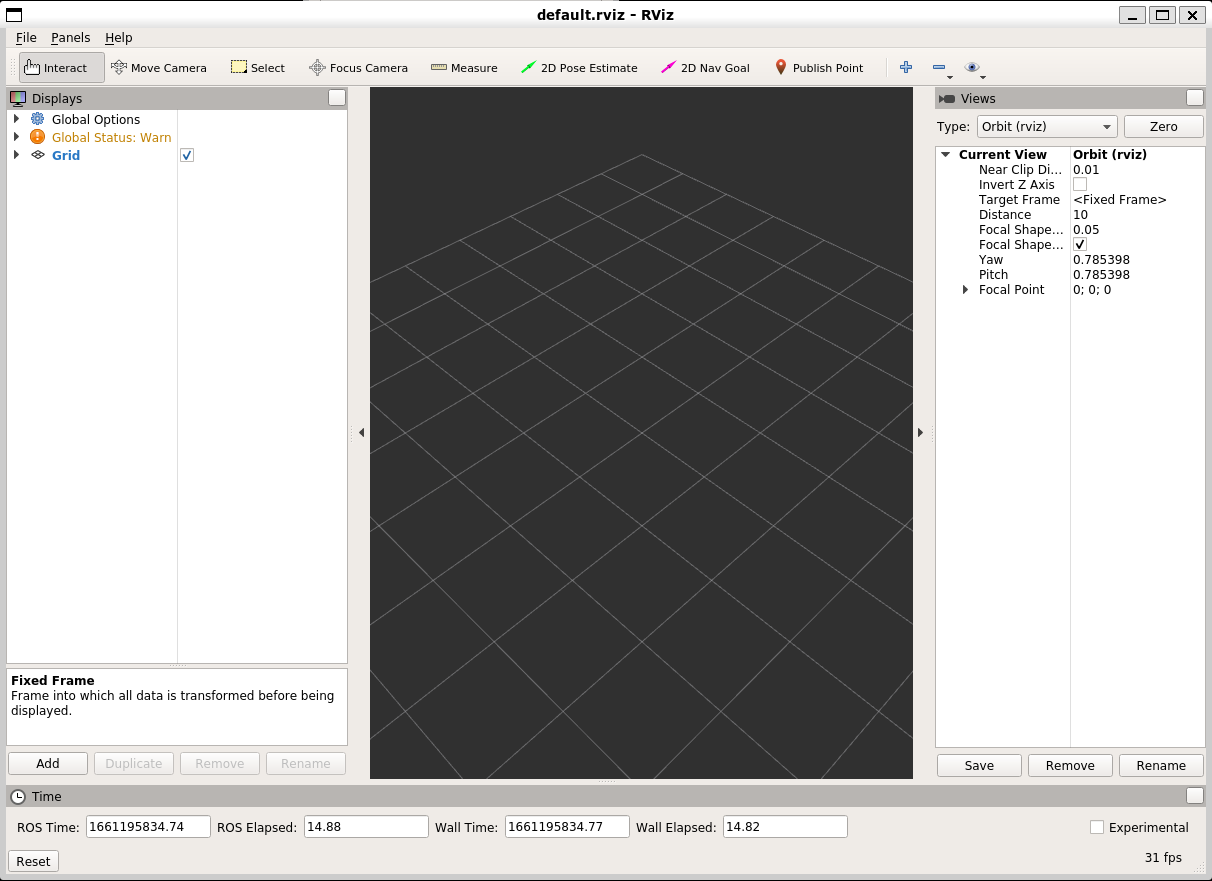 default.rviz - RViz
File Panels Help
Interact Move Camera Select Focus Camera Measure 2D Pose Estimate 2D Nav Goal Publish Point
Displays
Global Options
Global Status: Warn
Grid
Fixed Frame
Frame into which all data is transformed before being
displayed.
Add Duplicate Remove Rename
Views
Type: Orbit (rviz) Zero
Current View Orbit (rviz)
Near Clip Di... 0.01
Invert Z Axis
Target Frame <Fixed Frame>
Distance 10
Focal Shape... 0.05
Focal Shape...
Yaw 0.785398
Pitch 0.785398
Focal Point 0; 0; 0
Save Remove Rename
Time
ROS Time: 1661195834.74 ROS Elapsed: 14.88 Wall Time: 1661195834.77 Wall Elapsed: 14.82 Experimental
Reset 31 fps